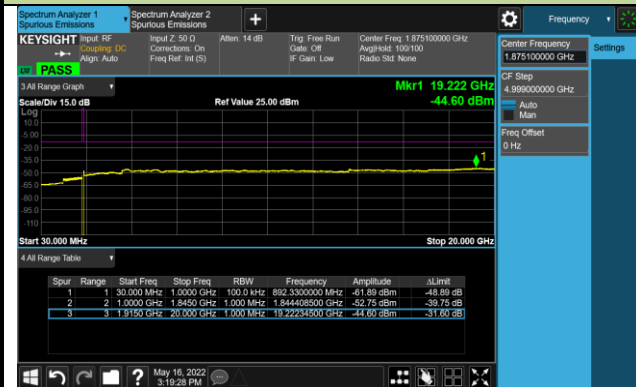 Spectrum Analyzer 1
Spurious Emissions
Spectrum Analyzer 2
Spurious Emissions
+
Frequency
KEYSIGHT
Input: RF
Coupling: DC
Align: Auto
Input Z: 50 Ω
Corrections: On
Freq Ref: Int (S)
Atten: 14 dB
Trig: Free Run
Gate: Off
IF Gain: Low
Center Freq: 1.875100000 GHz
Avg|Hold: 100/100
Radio Std: None
PASS
Center Frequency
1.875100000 GHz
Settings
CF Step
4.999000000 GHz
Auto
Man
Freq Offset
0 Hz
3 All Range Graph
Mkr1 19.222 GHz
Scale/Div 15.0 dB
Ref Value 25.00 dBm
-44.60 dBm
Log
10.0
-5.00
-20.0
-35.0
-50.0
-65.0
-80.0
-95.0
-110
1
Start 30.000 MHz
Stop 20.000 GHz
4 All Range Table
Spur Range Start Freq Stop Freq RBW Frequency Amplitude ΔLimit
1 1 30.000 MHz 1.0000 GHz 100.0 kHz 892.3300000 MHz -61.89 dBm -48.89 dB
2 2 1.0000 GHz 1.8450 GHz 1.000 MHz 1.844408500 GHz -52.75 dBm -39.75 dB
3 3 1.9150 GHz 20.000 GHz 1.000 MHz 19.22234500 GHz -44.60 dBm -31.60 dB
?
May 16, 2022
3:19:28 PM